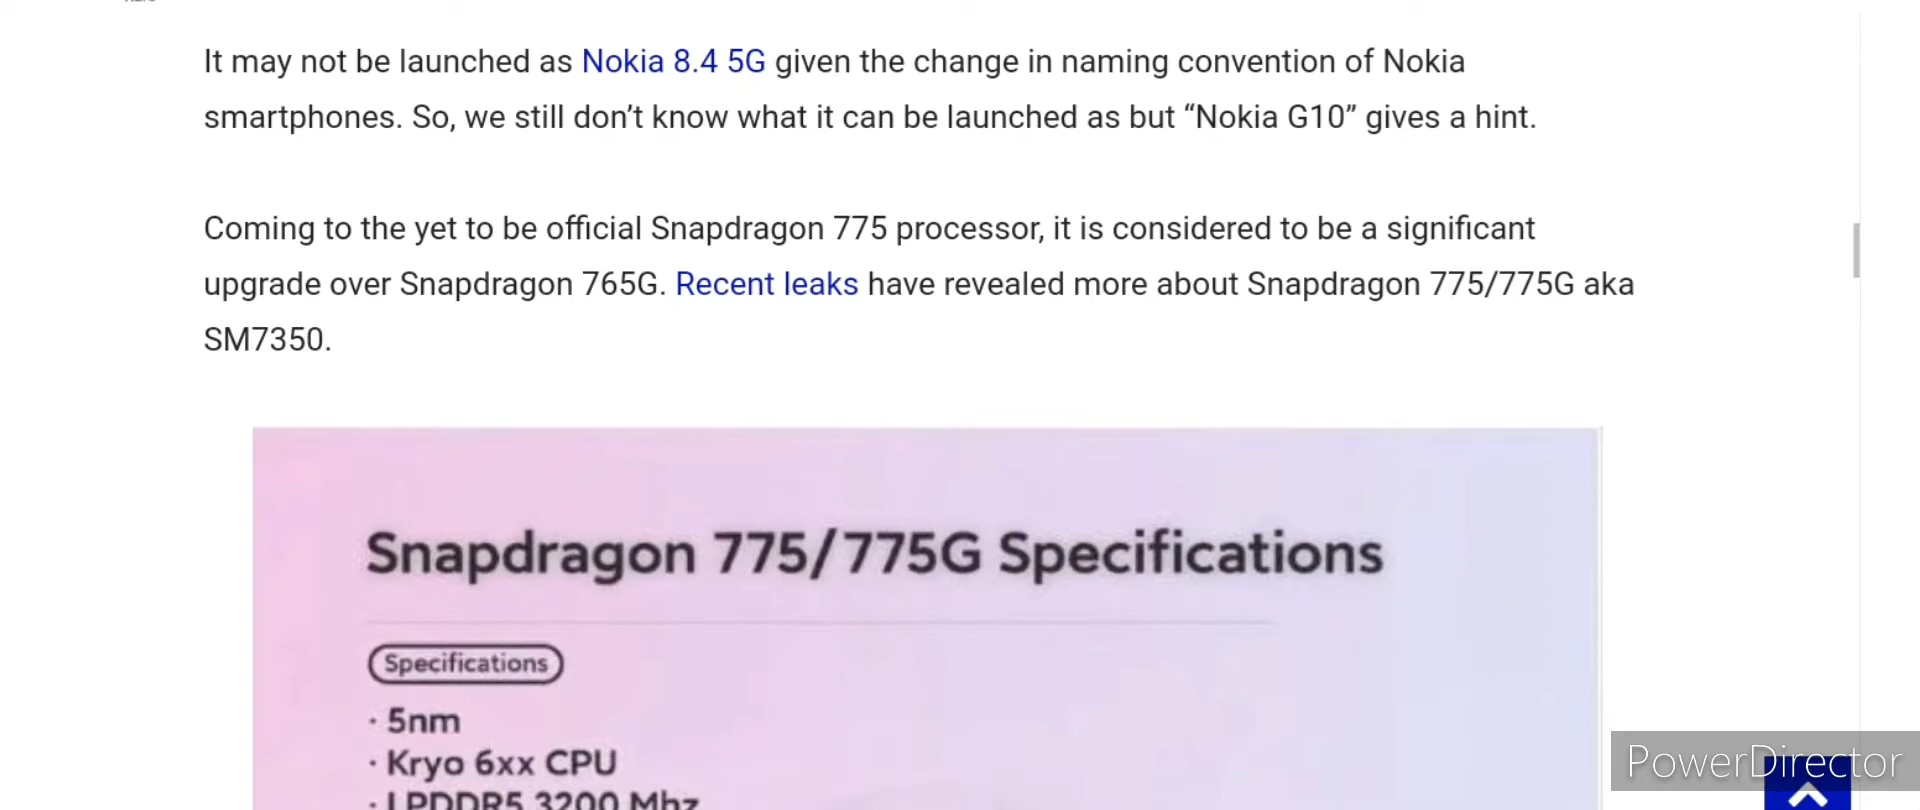 It may not be launched as Nokia 8.4 5G given the change in naming convention of Nokia
smartphones. So, we still don’t know what it can be launched as but “Nokia G10” gives a hint.
Coming to the yet to be official Snapdragon 775 processor, it is considered to be a significant
upgrade over Snapdragon 765G. Recent leaks have revealed more about Snapdragon 775/775G aka
SM7350.
Snapdragon 775/775G Specifications
Specifications
· 5nm
· Kryo 6xx CPU
· LPDDR5 3200 Mhz
PowerDirector